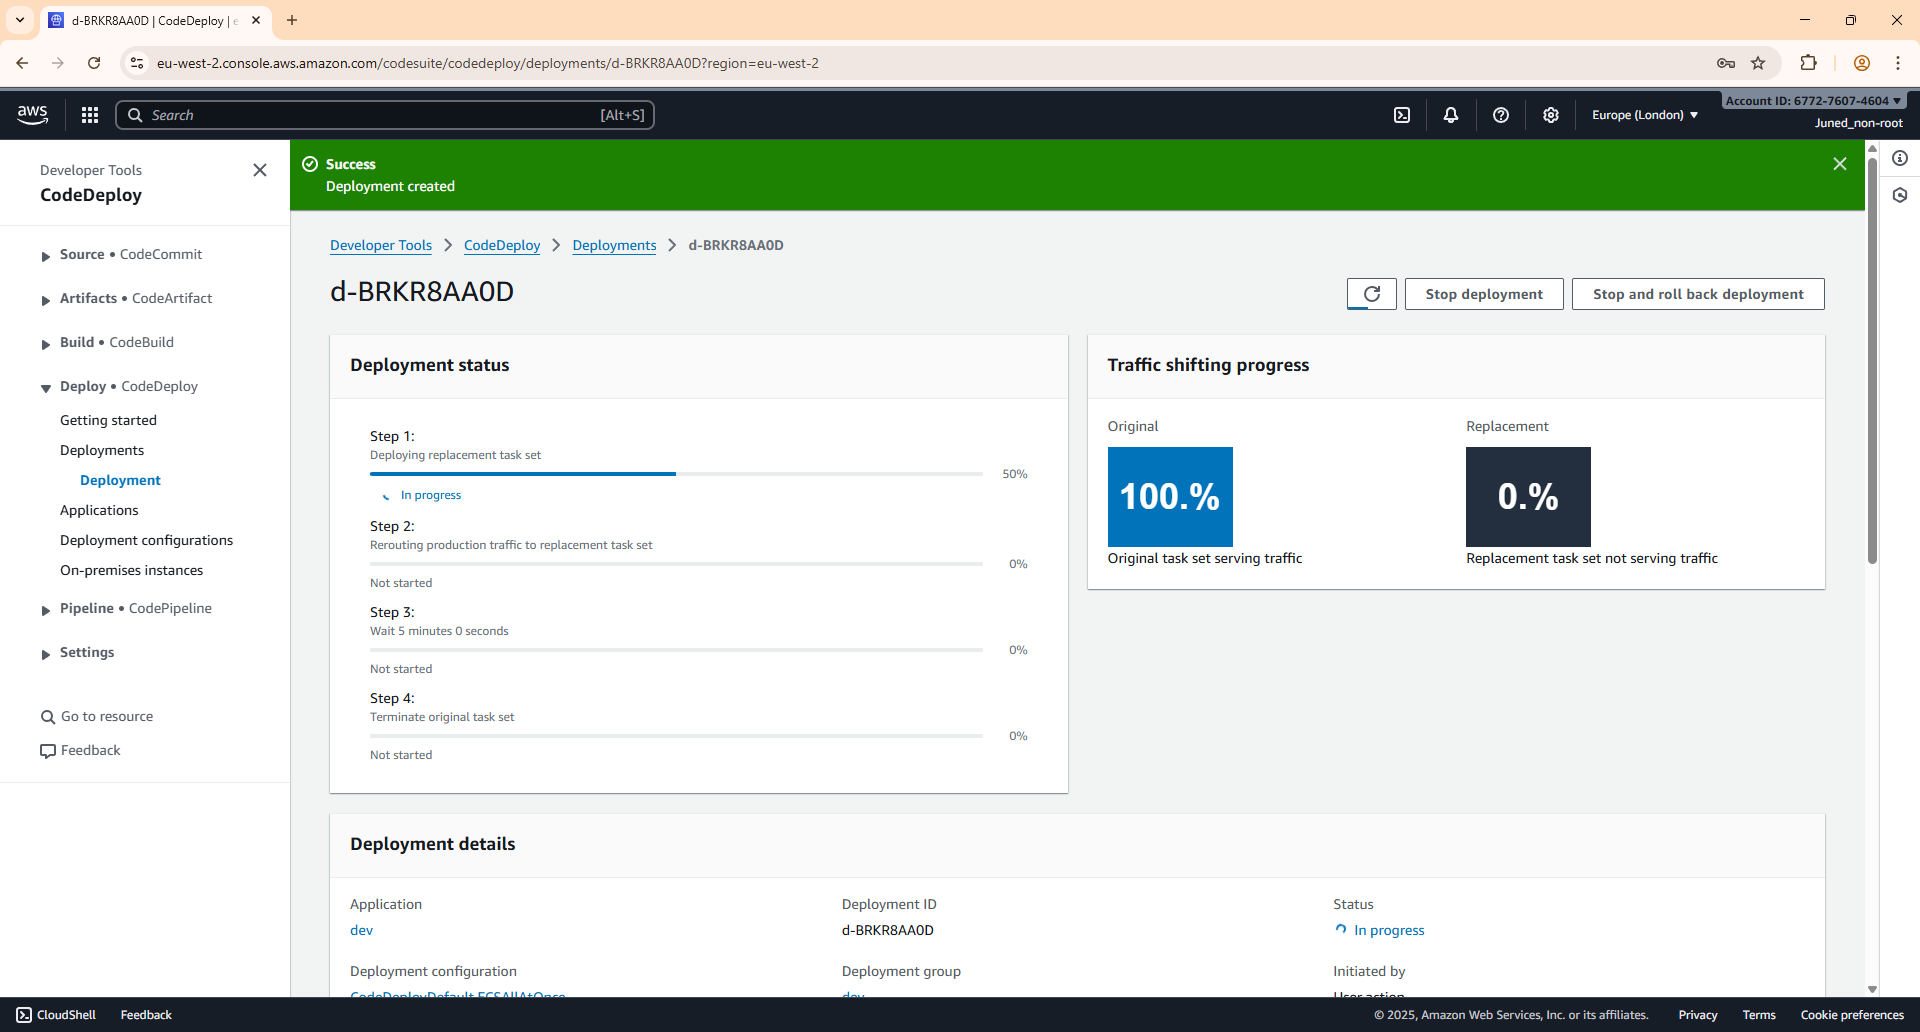 d-BRKR8AA0D | CodeDeploy | e
eu-west-2.console.aws.amazon.com/codesuite/codedeploy/deployments/d-BRKR8AA0D?region=eu-west-2
aws
Search
[Alt+S]
Europe (London)
Account ID: 6772-7607-4604
Juned_non-root
Developer Tools
CodeDeploy
Source • CodeCommit
Artifacts • CodeArtifact
Build • CodeBuild
Deploy • CodeDeploy
Getting started
Deployments
Deployment
Applications
Deployment configurations
On-premises instances
Pipeline • CodePipeline
Settings
Go to resource
Feedback
Success
Deployment created
Developer Tools
CodeDeploy
Deployments
d-BRKR8AA0D
d-BRKR8AA0D
Stop deployment
Stop and roll back deployment
Deployment status
Step 1:
Deploying replacement task set
50%
In progress
Step 2:
Rerouting production traffic to replacement task set
0%
Not started
Step 3:
Wait 5 minutes 0 seconds
0%
Not started
Step 4:
Terminate original task set
0%
Not started
Traffic shifting progress
Original
100.%
Original task set serving traffic
Replacement
0.%
Replacement task set not serving traffic
Deployment details
Application
dev
Deployment ID
d-BRKR8AA0D
Status
In progress
Deployment configuration
CodeDeployDefault.ECSAllAtOnce
Deployment group
dev
Initiated by
User action
CloudShell
Feedback
© 2025, Amazon Web Services, Inc. or its affiliates.
Privacy
Terms
Cookie preferences